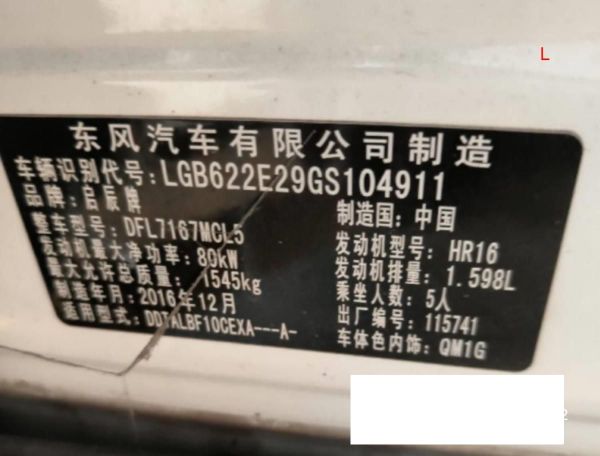 L
东风汽车有限公司制造
车辆识别代号: LGB622E29GS104911
品牌: 启辰牌
制造国: 中国
整车型号: DFL7167MCL5
发动机型号: HR16
发动机最大净功率: 80kW
发动机排量: 1.598L
最大允许总质量: 1545kg
乘坐人数: 5人
制造年月: 2016年12月
出厂编号: 115741
适用型式: DDTALBF10CEXA---A-
车体色内饰: QM1G
2